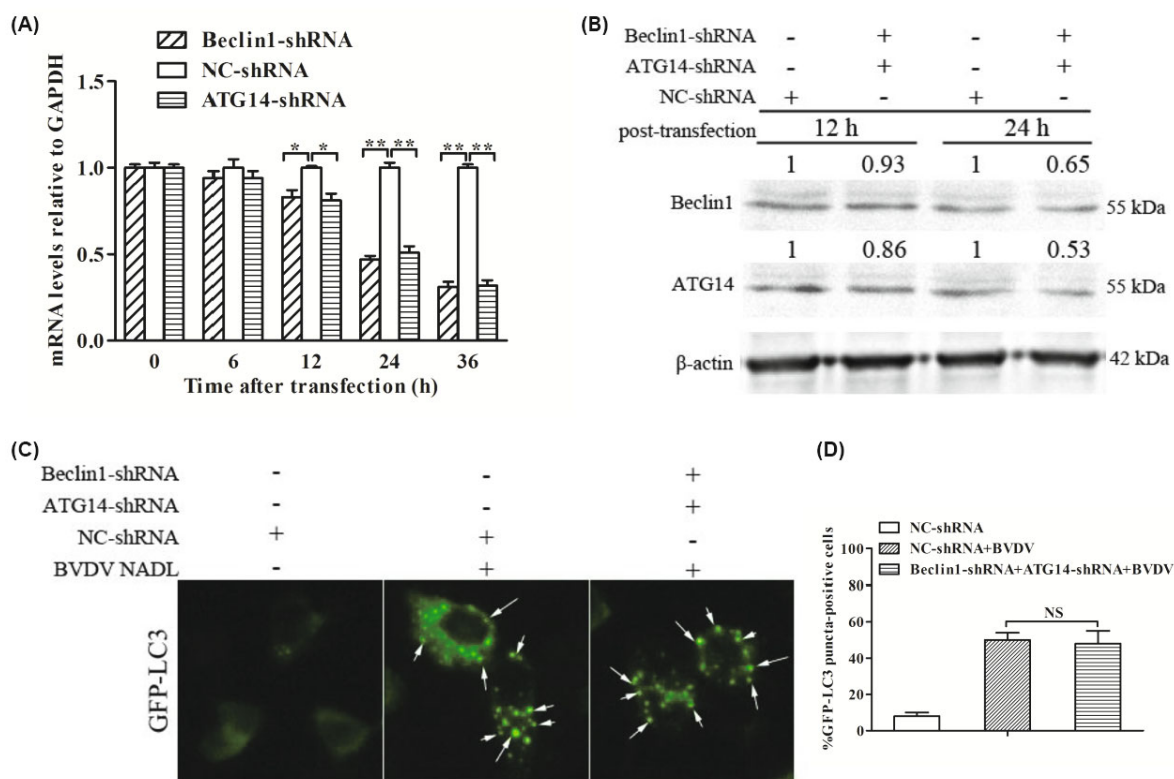 (A)
Beclin1-shRNA
NC-shRNA
ATG14-shRNA
mRNA levels relative to GAPDH
1.5
1.0
0.5
0.0
* *
** **
** **
0 6 12 24 36
Time after transfection (h)
(B)
Beclin1-shRNA - + - +
ATG14-shRNA - + - +
NC-shRNA + - + -
post-transfection 12 h 24 h
1 0.93 1 0.65
Beclin1 55 kDa
1 0.86 1 0.53
ATG14 55 kDa
β-actin 42 kDa
(C)
Beclin1-shRNA - - +
ATG14-shRNA - - +
NC-shRNA + + -
BVDV NADL - + +
GFP-LC3
(D)
NC-shRNA
NC-shRNA+BVDV
Beclin1-shRNA+ATG14-shRNA+BVDV
%GFP-LC3 puncta-positive cells
100
80
60
40
20
0
NS